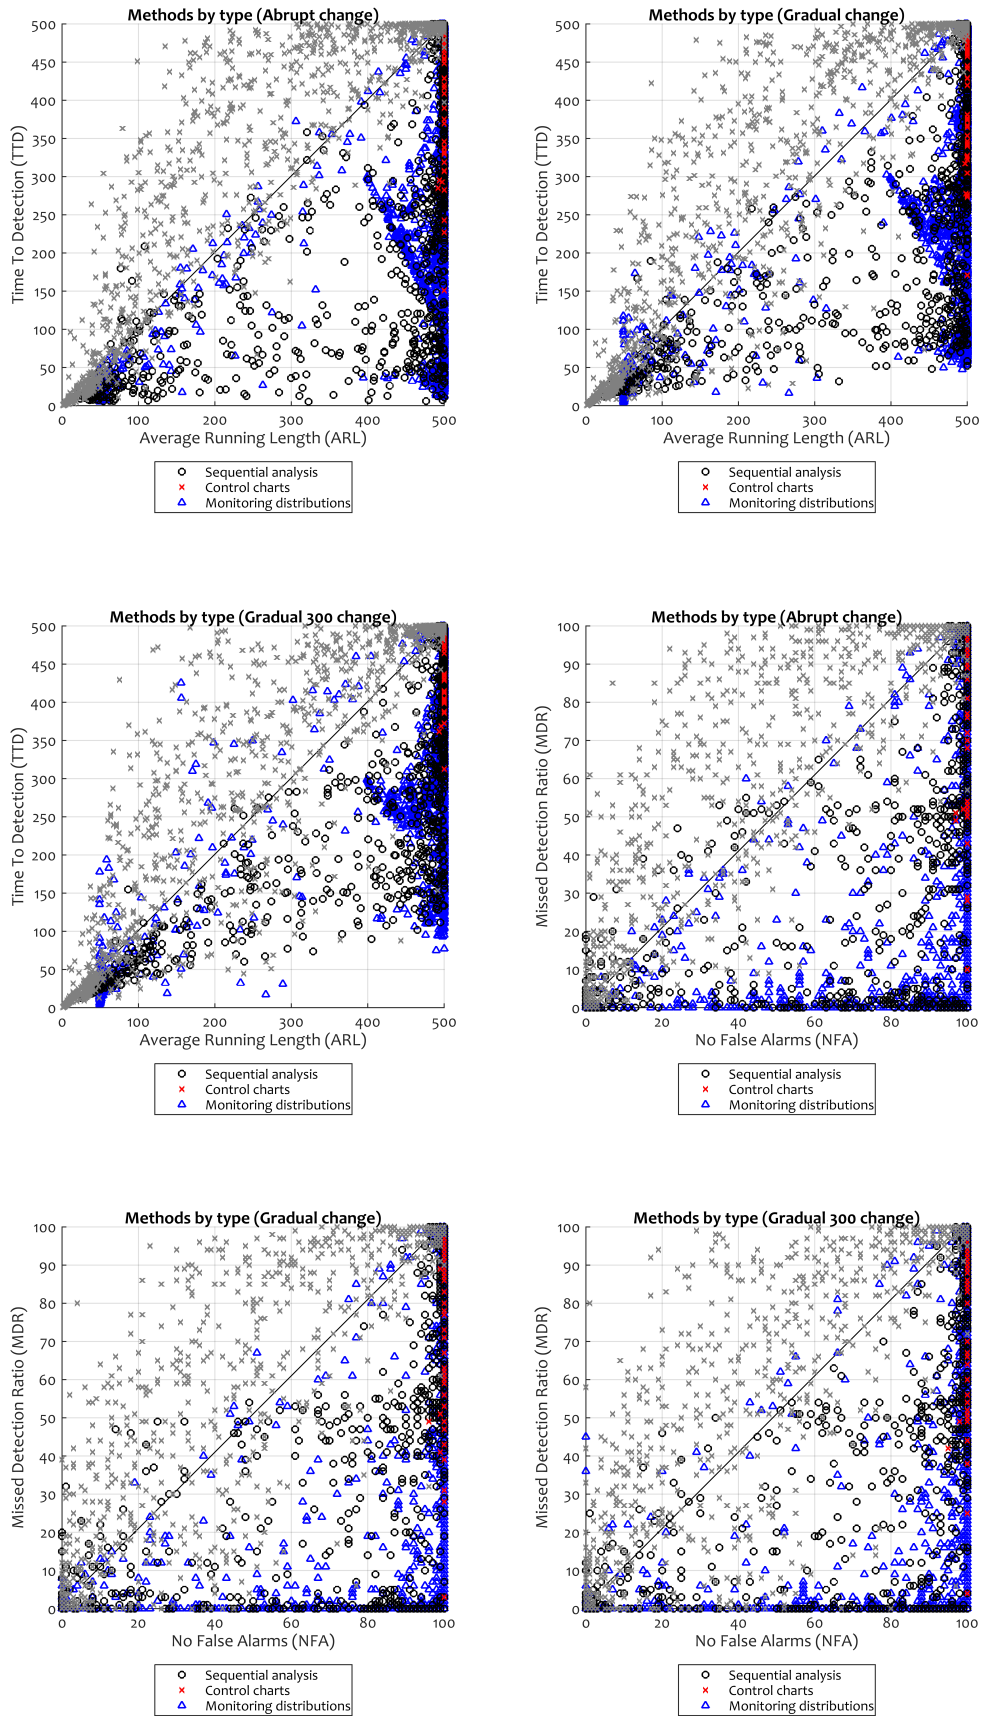 Methods by type (Abrupt change)
Time To Detection (TTD)
500
450
400
350
300
250
200
150
100
50
0
0 100 200 300 400 500
Average Running Length (ARL)
Sequential analysis
Control charts
Monitoring distributions
Methods by type (Gradual change)
Time To Detection (TTD)
500
450
400
350
300
250
200
150
100
50
0
0 100 200 300 400 500
Average Running Length (ARL)
Sequential analysis
Control charts
Monitoring distributions
Methods by type (Gradual 300 change)
Time To Detection (TTD)
500
450
400
350
300
250
200
150
100
50
0
0 100 200 300 400 500
Average Running Length (ARL)
Sequential analysis
Control charts
Monitoring distributions
Methods by type (Abrupt change)
Missed Detection Ratio (MDR)
100
90
80
70
60
50
40
30
20
10
0
0 20 40 60 80 100
No False Alarms (NFA)
Sequential analysis
Control charts
Monitoring distributions
Methods by type (Gradual change)
Missed Detection Ratio (MDR)
100
90
80
70
60
50
40
30
20
10
0
0 20 40 60 80 100
No False Alarms (NFA)
Sequential analysis
Control charts
Monitoring distributions
Methods by type (Gradual 300 change)
Missed Detection Ratio (MDR)
100
90
80
70
60
50
40
30
20
10
0
0 20 40 60 80 100
No False Alarms (NFA)
Sequential analysis
Control charts
Monitoring distributions